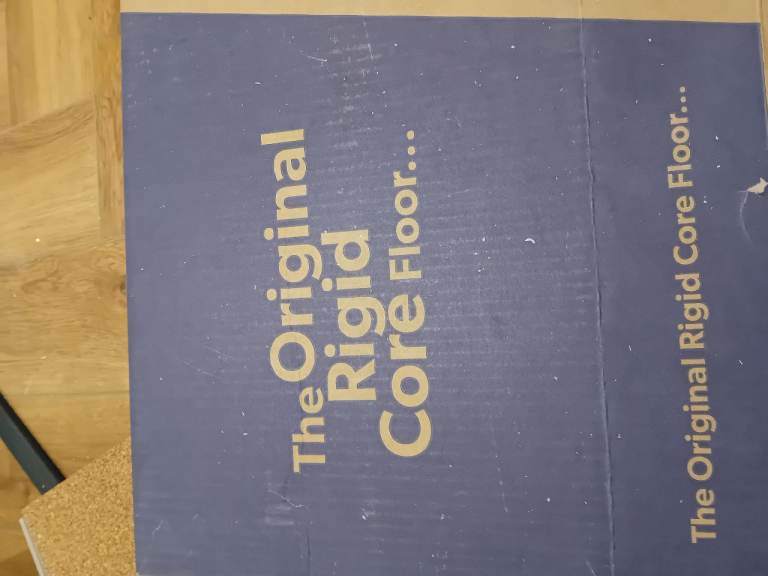 The Original
Rigid
Core Floor...
The Original Rigid Core Floor...